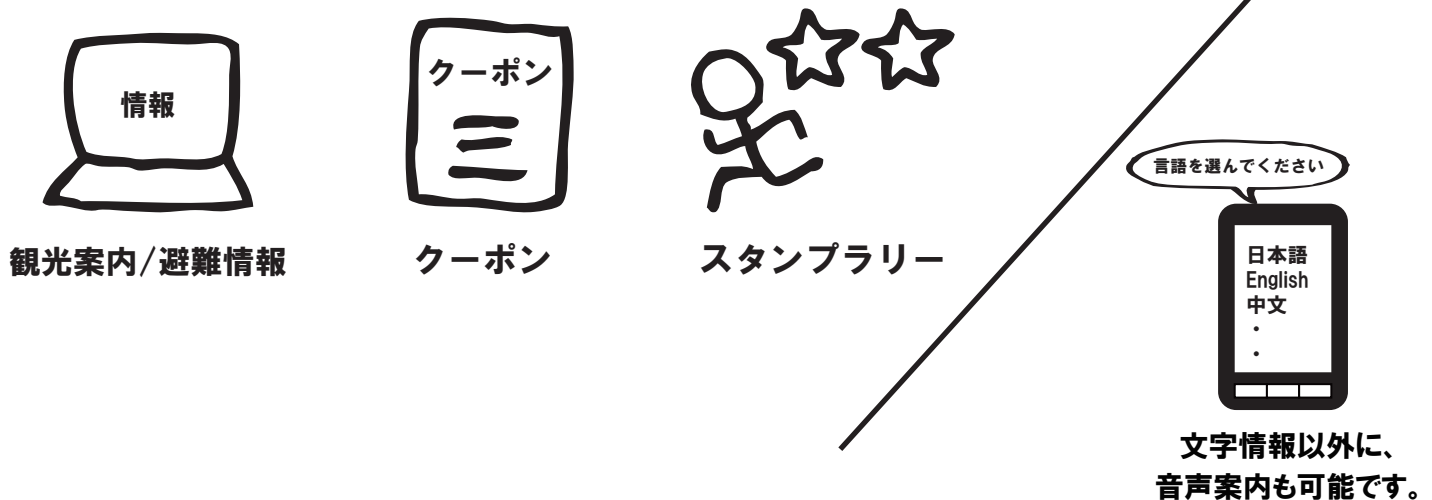 情報
観光案内/避難情報
クーポン
クーポン
スタンプラリー
言語を選んでください
日本語
English
中文
・
・
文字情報以外に、
音声案内も可能です。